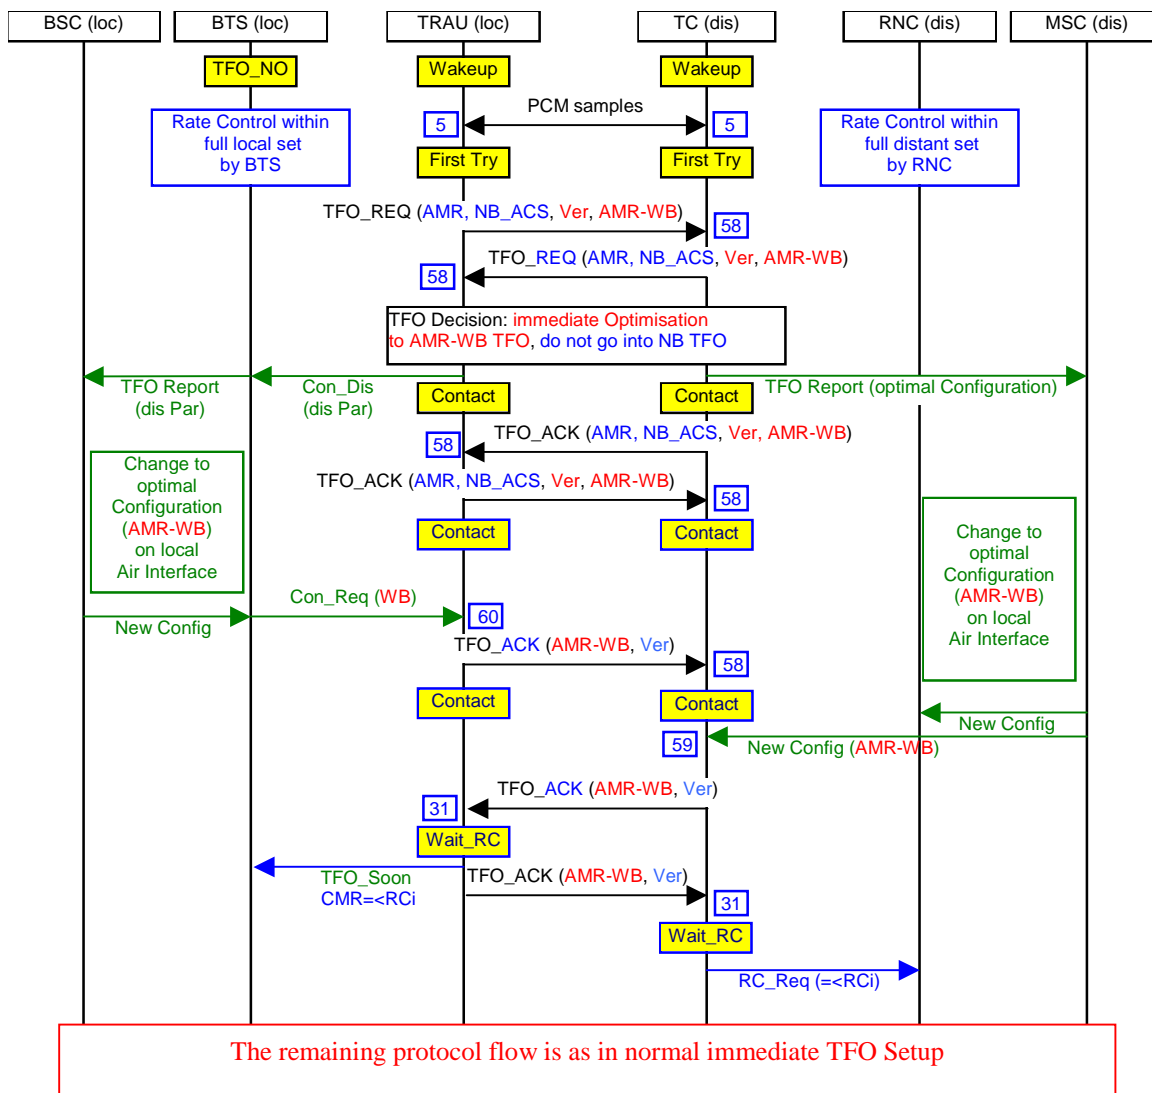 BSC (loc)
BTS (loc)
TRAU (loc)
TC (dis)
RNC (dis)
MSC (dis)
TFO_NO
Wakeup
Wakeup
PCM samples
5
5
Rate Control within
full local set
by BTS
Rate Control within
full distant set
by RNC
First Try
First Try
TFO_REQ (AMR, NB_ACS, Ver, AMR-WB)
58
TFO_REQ (AMR, NB_ACS, Ver, AMR-WB)
58
TFO Decision: immediate Optimisation
to AMR-WB TFO, do not go into NB TFO
TFO Report
(dis Par)
Con_Dis
(dis Par)
Contact
Contact
TFO Report (optimal Configuration)
TFO_ACK (AMR, NB_ACS, Ver, AMR-WB)
58
Change to
optimal
Configuration
(AMR-WB)
on local
Air Interface
TFO_ACK (AMR, NB_ACS, Ver, AMR-WB)
58
Contact
Contact
Change to
optimal
Configuration
(AMR-WB)
on local
Air Interface
New Config
Con_Req (WB)
60
TFO_ACK (AMR-WB, Ver)
58
Contact
Contact
New Config
59
New Config (AMR-WB)
TFO_ACK (AMR-WB, Ver)
31
Wait_RC
TFO_Soon
CMR=<RCi
TFO_ACK (AMR-WB, Ver)
31
Wait_RC
RC_Req (=<RCi)
The remaining protocol flow is as in normal immediate TFO Setup